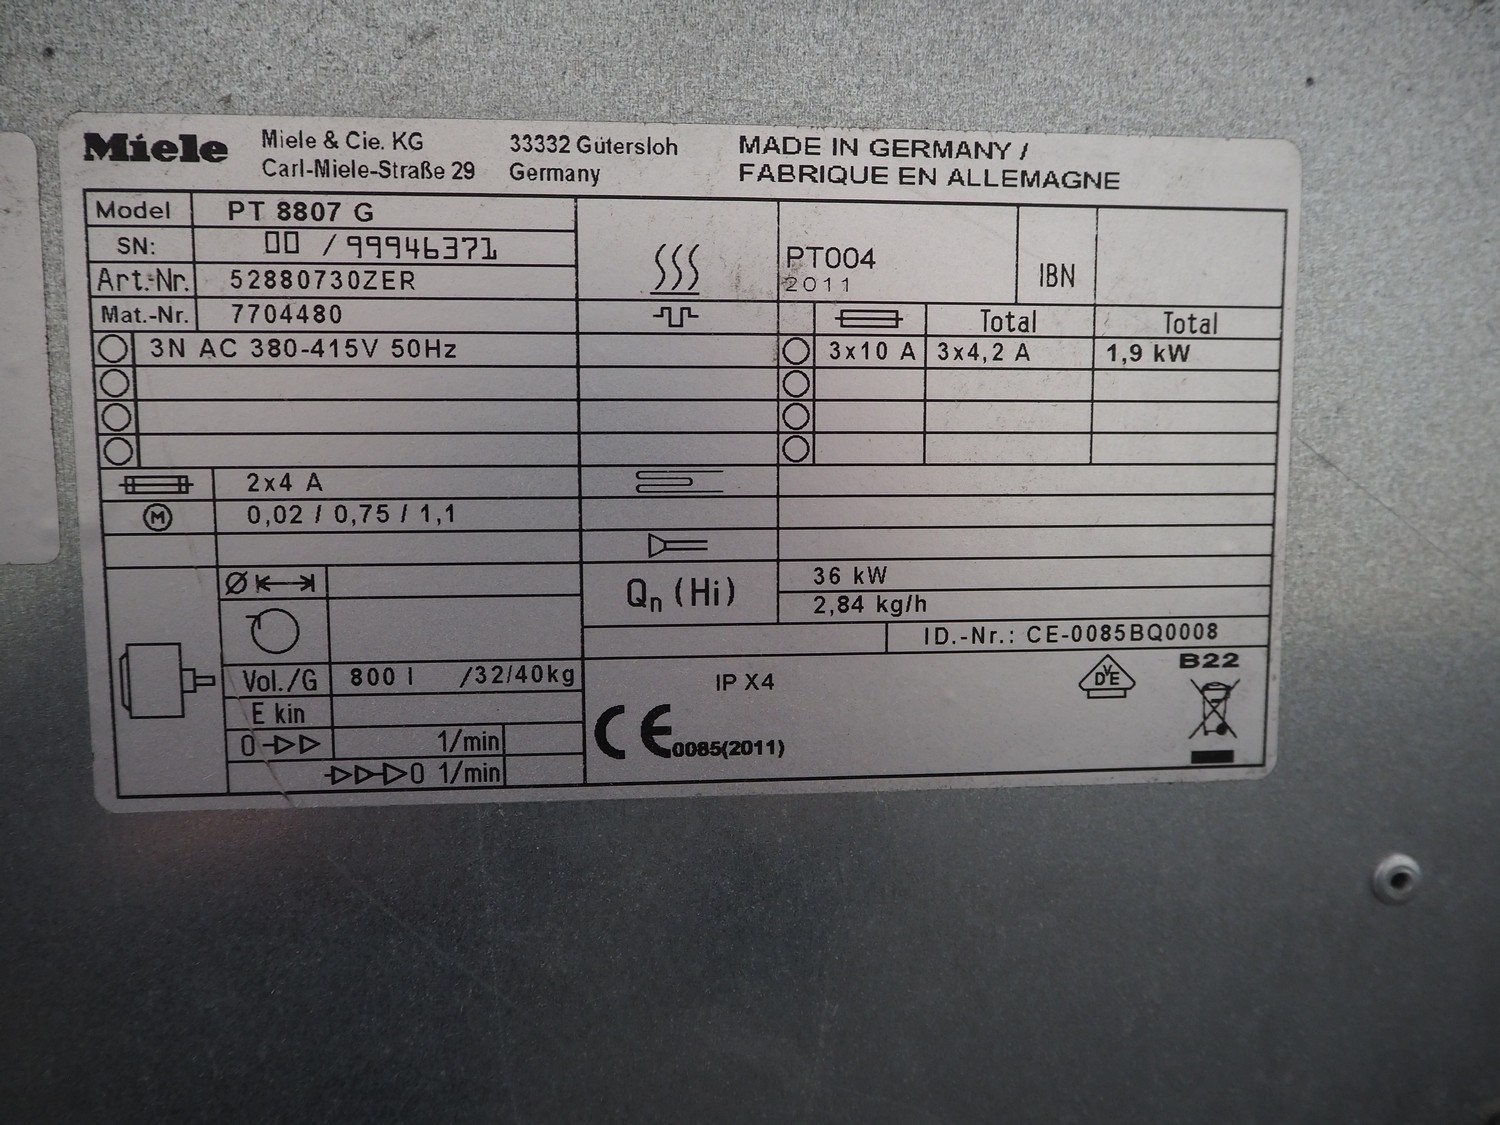 Miele
Miele & Cie. KG
Carl-Miele-Straße 29
33332 Gütersloh
Germany
MADE IN GERMANY /
FABRIQUE EN ALLEMAGNE
Model PT 8807 G
SN: 00 / 99946371
Art.-Nr. 52880730ZER
Mat.-Nr. 7704480
PT004
2011
IBN
Total Total
3N AC 380-415V 50Hz 3x10 A 3x4,2 A 1,9 kW
2x4 A
M 0,02 / 0,75 / 1,1
Qn (Hi) 36 kW
2,84 kg/h
ID.-Nr.: CE-0085BQ0008
Ø
Vol./G 800 l /32/40kg
E kin
0 1/min
0 1/min
IP X4
CE 0085(2011)
DVE
B22